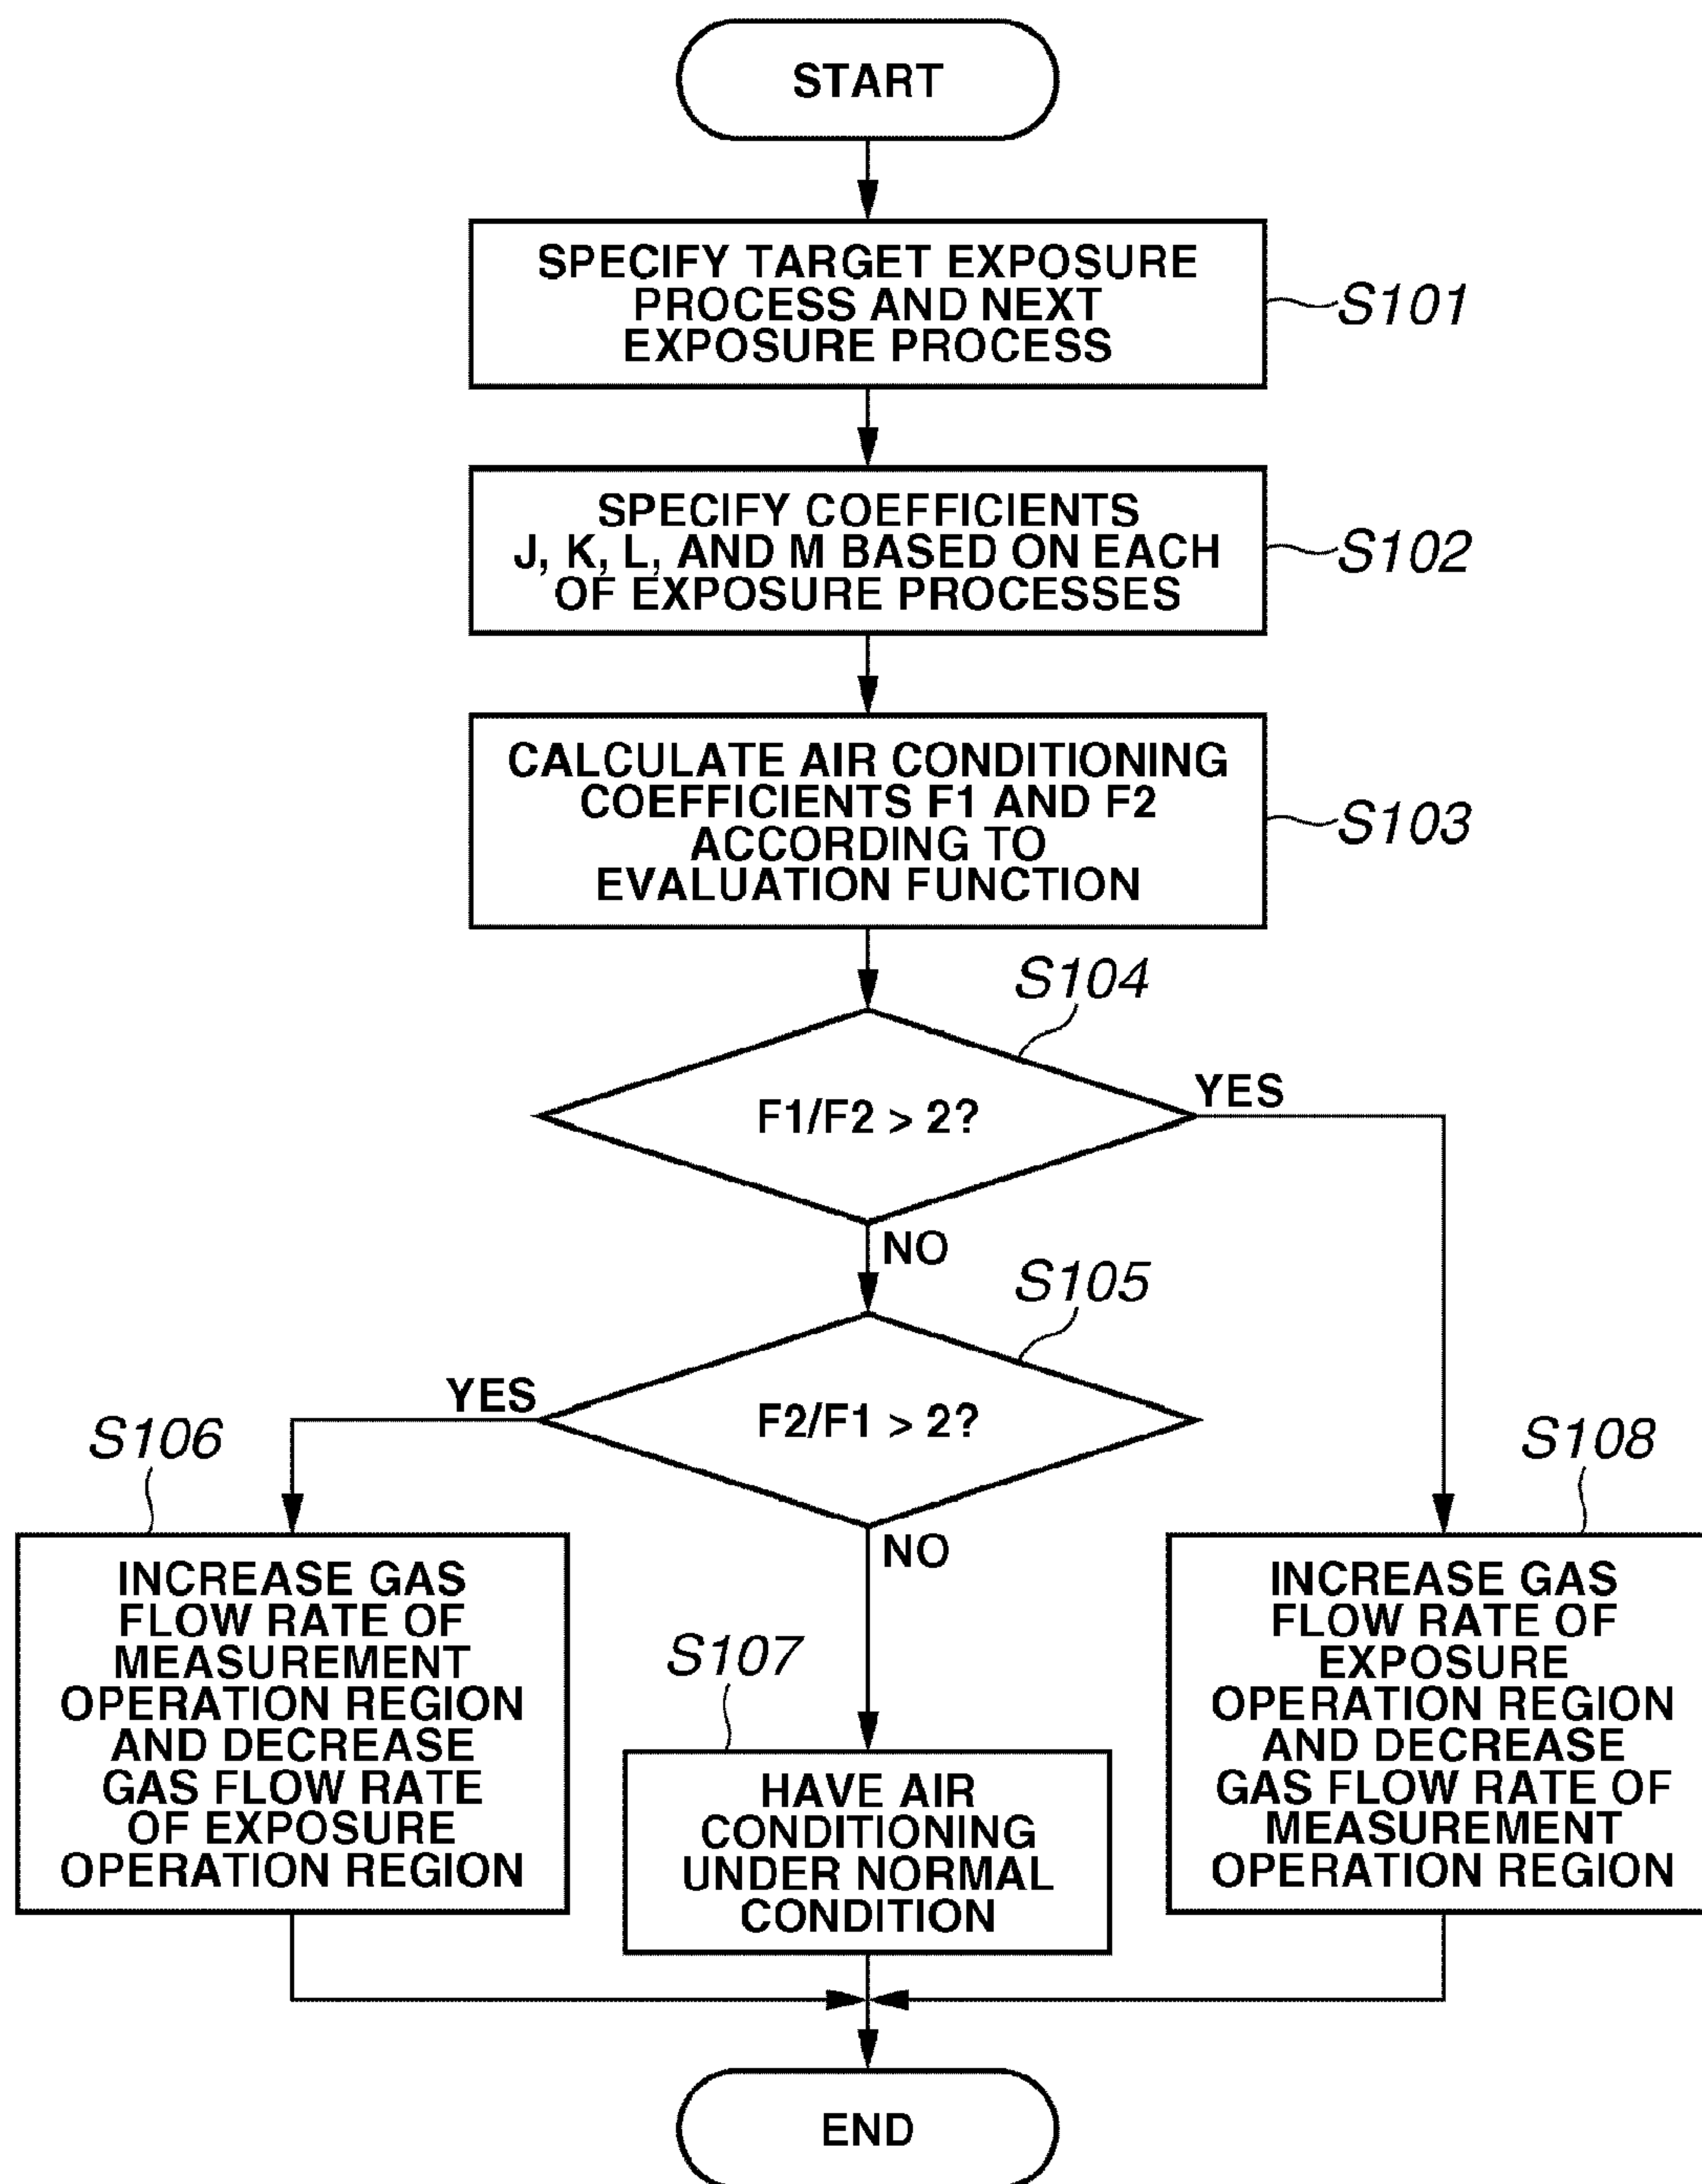 START
SPECIFY TARGET EXPOSURE
PROCESS AND NEXT
EXPOSURE PROCESS
S101
SPECIFY COEFFICIENTS
J, K, L, AND M BASED ON EACH
OF EXPOSURE PROCESSES
S102
CALCULATE AIR CONDITIONING
COEFFICIENTS F1 AND F2
ACCORDING TO
EVALUATION FUNCTION
S103
S104
F1/F2 > 2?
YES
NO
S105
F2/F1 > 2?
YES
NO
S106
INCREASE GAS
FLOW RATE OF
MEASUREMENT
OPERATION REGION
AND DECREASE
GAS FLOW RATE
OF EXPOSURE
OPERATION REGION
S107
HAVE AIR
CONDITIONING
UNDER NORMAL
CONDITION
S108
INCREASE GAS
FLOW RATE OF
EXPOSURE
OPERATION REGION
AND DECREASE
GAS FLOW RATE OF
MEASUREMENT
OPERATION REGION
END